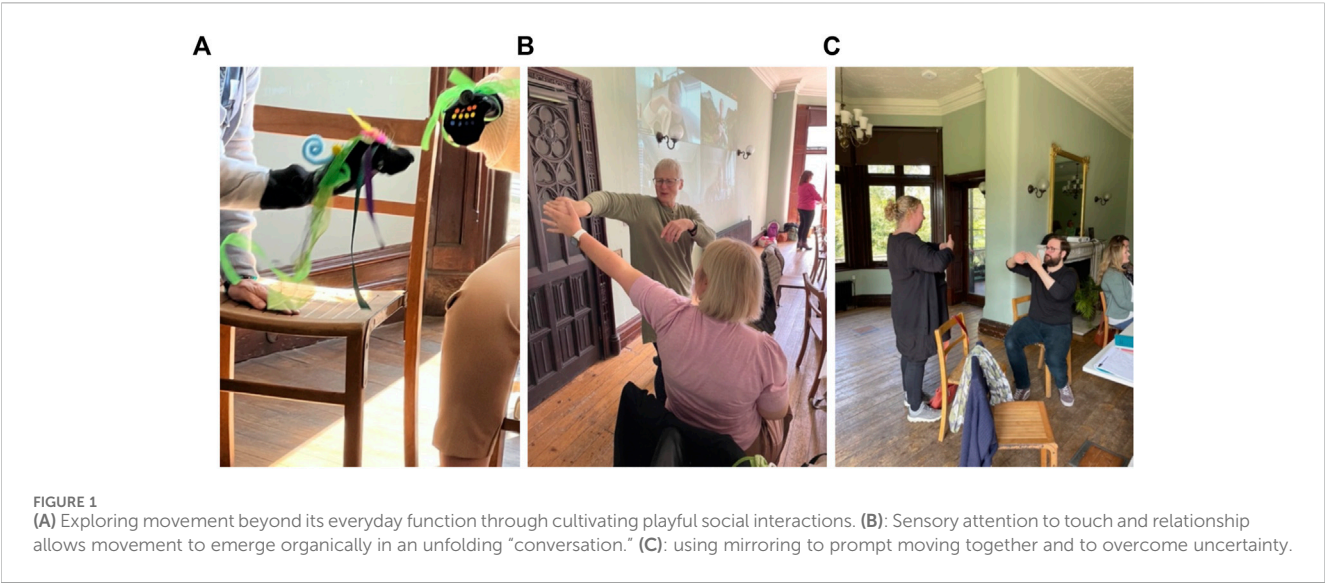 A B C
FIGURE 1
(A) Exploring movement beyond its everyday function through cultivating playful social interactions. (B): Sensory attention to touch and relationship
allows movement to emerge organically in an unfolding “conversation.” (C): using mirroring to prompt moving together and to overcome uncertainty.